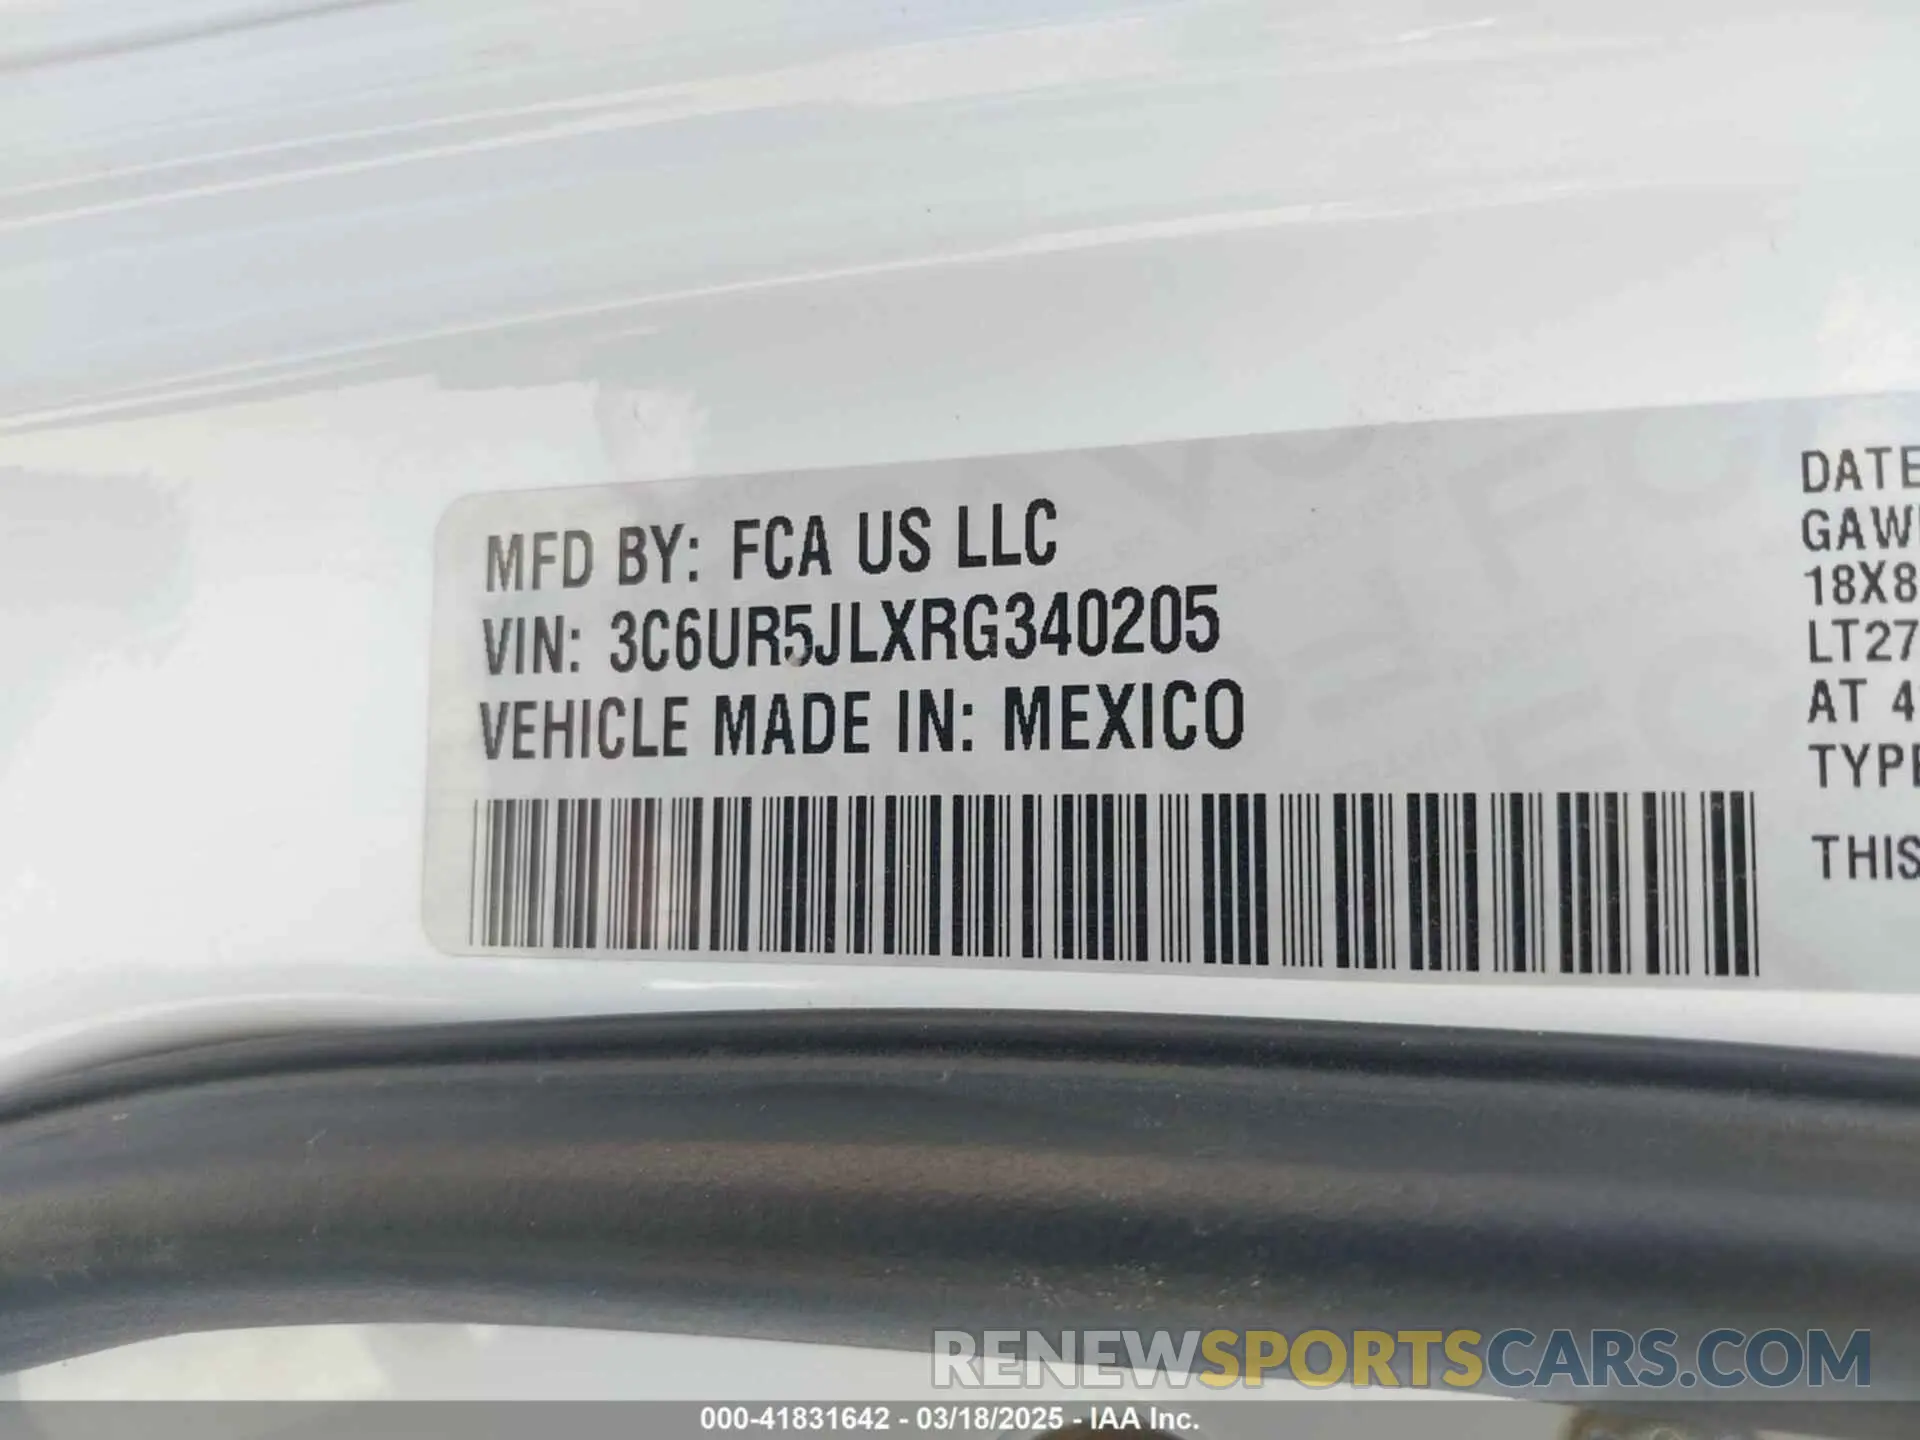 MFD BY: FCA US LLC
VIN: 3C6UR5JLXRG340205
VEHICLE MADE IN: MEXICO
DATE
GAW
18X8
LT27
AT 4
TYP
THIS
RENEWSPORTSCARS.COM
000-41831642 - 03/18/2025 - IAA Inc.